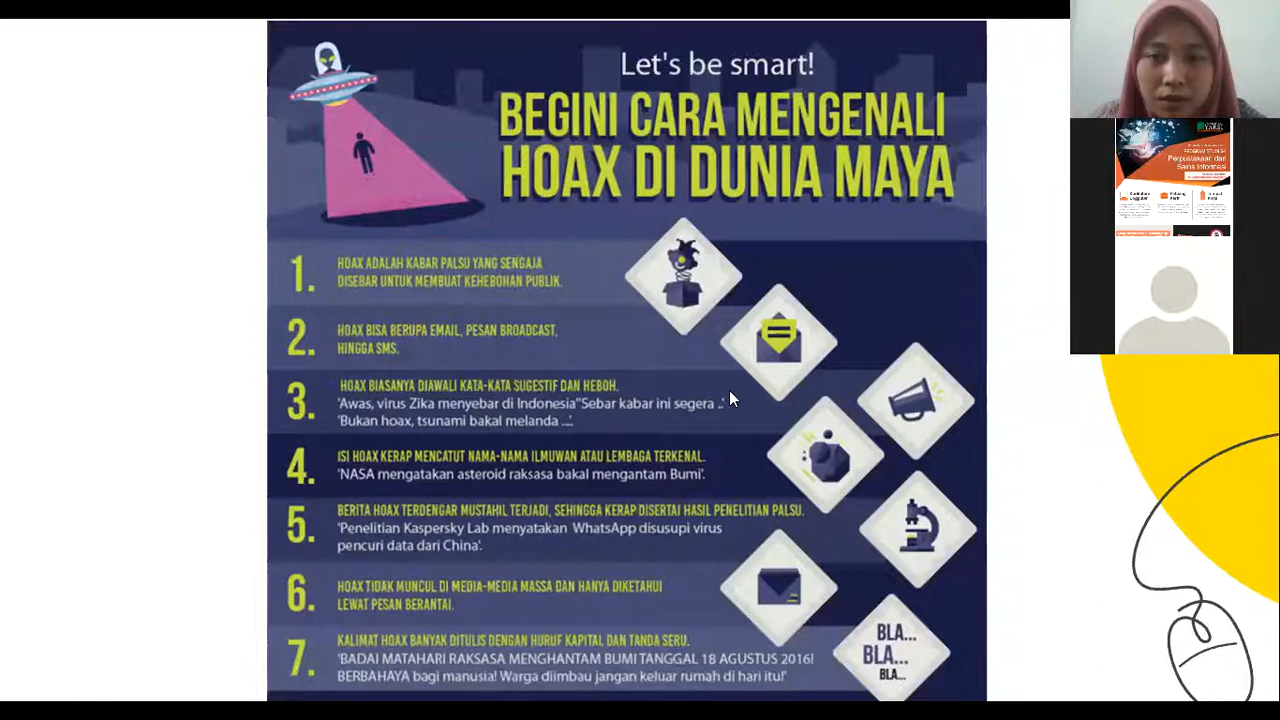 Let's be smart!
BEGINI CARA MENGENALI
HOAX DI DUNIA MAYA
1.
HOAX ADALAH KABAR PALSU YANG SENGAJA
DISEBAR UNTUK MEMBUAT KEHEBOHAN PUBLIK.
2.
HOAX BISA BERUPA EMAIL, PESAN BROADCAST,
HINGGA SMS.
3.
HOAX BIASANYA DIAWALI KATA-KATA SUGESTIF DAN HEBOH.
'Awas, virus Zika menyebar di Indonesia''Sebar kabar ini segera ..'
'Bukan hoax, tsunami bakal melanda ....'
4.
ISI HOAX KERAP MENCATUT NAMA-NAMA ILMUWAN ATAU LEMBAGA TERKENAL.
'NASA mengatakan asteroid raksasa bakal mengantam Bumi'.
5.
BERITA HOAX TERDENGAR MUSTAHIL TERJADI, SEHINGGA KERAP DISERTAI HASIL PENELITIAN PALSU.
'Penelitian Kaspersky Lab menyatakan WhatsApp disusupi virus
pencuri data dari China'.
6.
HOAX TIDAK MUNCUL DI MEDIA-MEDIA MASSA DAN HANYA DIKETAHUI
LEWAT PESAN BERANTAI.
7.
KALIMAT HOAX BANYAK DITULIS DENGAN HURUF KAPITAL DAN TANDA SERU.
'BADAI MATAHARI RAKSASA MENGHANTAM BUMI TANGGAL 18 AGUSTUS 2016!
BERBAHAYA bagi manusia! Warga diimbau jangan keluar rumah di hari itu!'
BLA...
BLA...
BLA...
PROGRAM STUDI
Perpustakaan dan
Sains Informasi